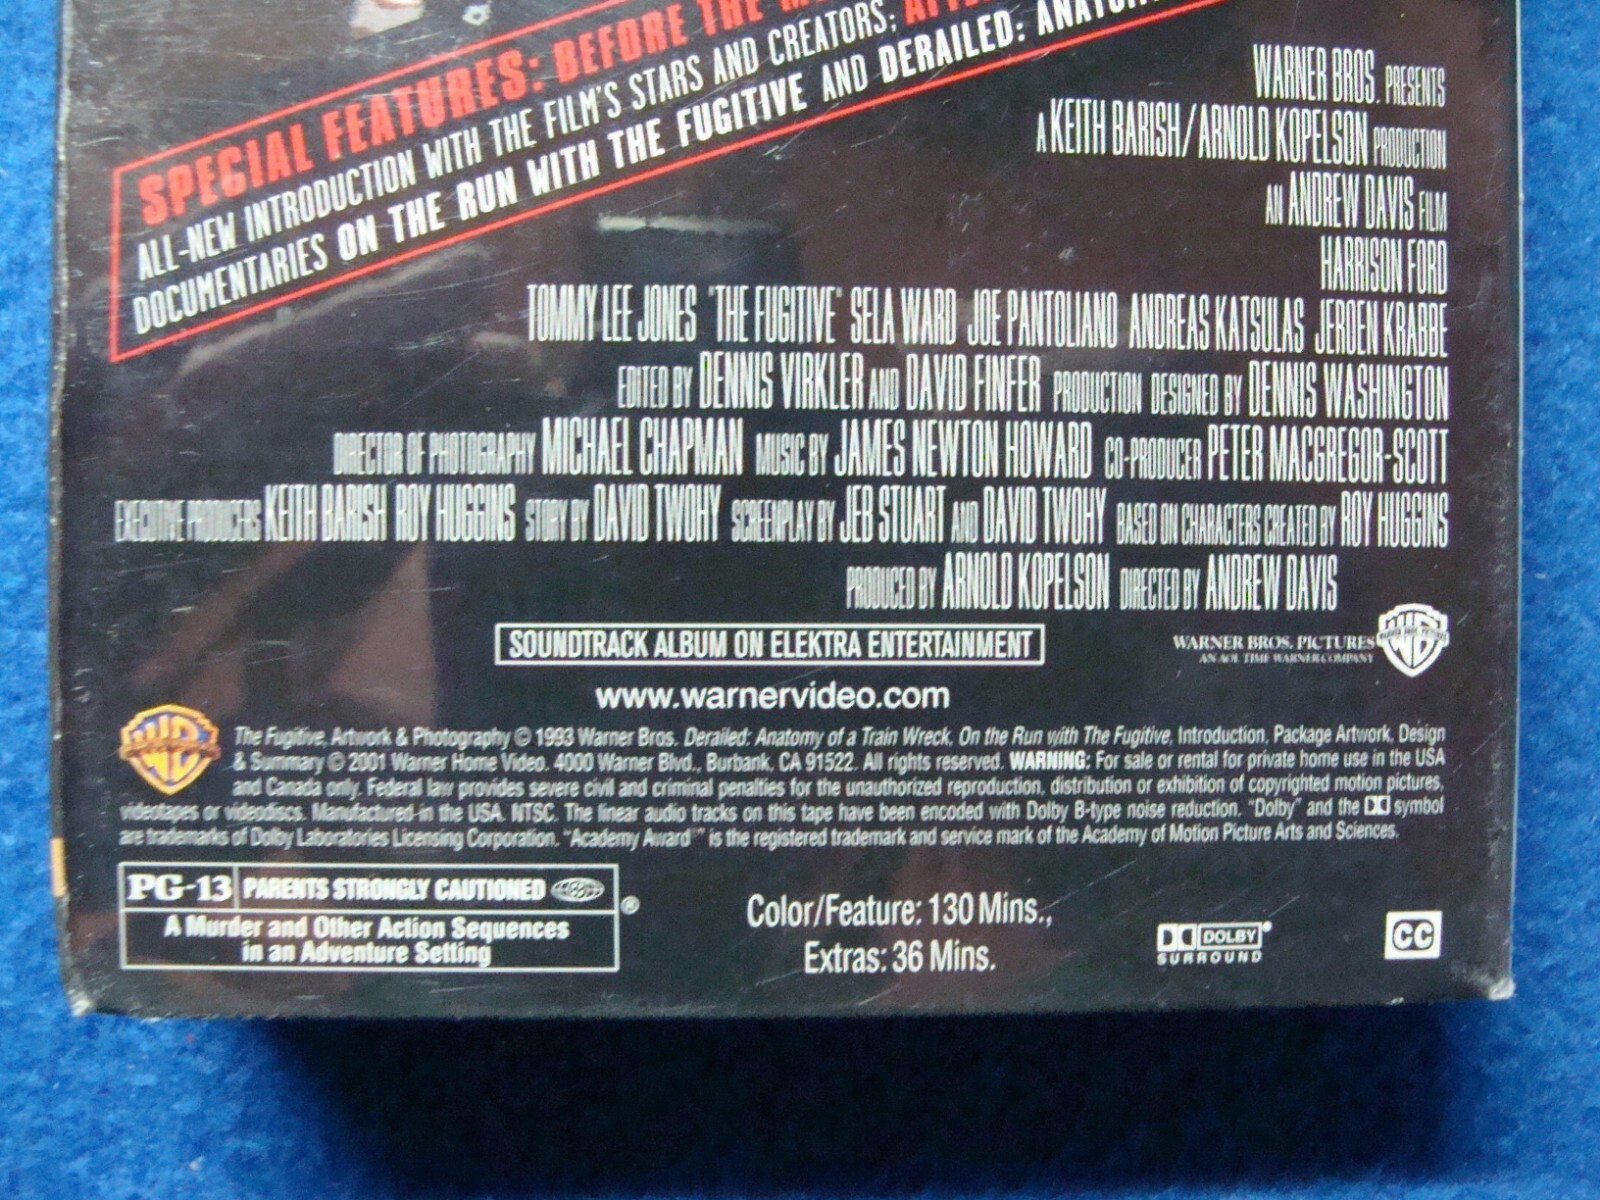 SPECIAL FEATURES: BEFORE THE
ALL-NEW INTRODUCTION WITH THE FILM'S STARS AND CREATORS;
DOCUMENTARIES ON THE RUN WITH THE FUGITIVE AND DERAILED:
WARNER BROS. PRESENTS
A KEITH BARISH/ARNOLD KOPELSON PRODUCTION
AN ANDREW DAVIS FILM
HARRISON FORD
TOMMY LEE JONES "THE FUGITIVE" SELA WARD JOE PANTOLIANO ANDREAS KATSULAS JEROEN KRABBE
EDITED BY DENNIS VIRKLER AND DAVID FINFER PRODUCTION DESIGNED BY DENNIS WASHINGTON
DIRECTOR OF PHOTOGRAPHY MICHAEL CHAPMAN MUSIC BY JAMES NEWTON HOWARD CO-PRODUCER PETER MACGREGOR-SCOTT
EXECUTIVE PRODUCERS KEITH BARISH ROY HUGGINS STORY BY DAVID TWOHY SCREENPLAY BY JEB STUART AND DAVID TWOHY BASED ON CHARACTERS CREATED BY ROY HUGGINS
PRODUCED BY ARNOLD KOPELSON DIRECTED BY ANDREW DAVIS
SOUNDTRACK ALBUM ON ELEKTRA ENTERTAINMENT
WARNER BROS. PICTURES
AN AOL TIME WARNER COMPANY
www.warnervideo.com
The Fugitive, Artwork & Photography © 1993 Warner Bros. Derailed: Anatomy of a Train Wreck, On the Run with The Fugitive, Introduction, Package Artwork, Design
& Summary © 2001 Warner Home Video. 4000 Warner Blvd., Burbank, CA 91522. All rights reserved. WARNING: For sale or rental for private home use in the USA
and Canada only. Federal law provides severe civil and criminal penalties for the unauthorized reproduction, distribution or exhibition of copyrighted motion pictures,
videotapes or videodiscs. Manufactured in the USA. NTSC. The linear audio tracks on this tape have been encoded with Dolby B-type noise reduction. "Dolby" and the symbol
are trademarks of Dolby Laboratories Licensing Corporation. "Academy Award®" is the registered trademark and service mark of the Academy of Motion Picture Arts and Sciences.
PG-13 PARENTS STRONGLY CAUTIONED ®
A Murder and Other Action Sequences
in an Adventure Setting
Color/Feature: 130 Mins.,
Extras: 36 Mins.
DOLBY
SURROUND
CC